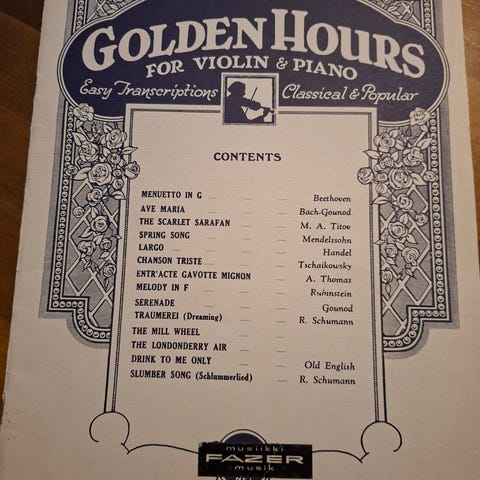 GOLDEN HOURS
FOR VIOLIN & PIANO
Easy Transcriptions Classical & Popular
CONTENTS
MENUETTO IN G Beethoven
AVE MARIA Bach-Gounod
THE SCARLET SARAFAN M. A. Titov
SPRING SONG Mendelssohn
LARGO Handel
CHANSON TRISTE Tschaikowsky
ENTR'ACTE GAVOTTE MIGNON A. Thomas
MELODY IN F Rubinstein
SERENADE Gounod
TRAUMEREI (Dreaming) R. Schumann
THE MILL WHEEL
THE LONDONDERRY AIR
DRINK TO ME ONLY Old English
SLUMBER SONG (Schlummerlied) R. Schumann
musiikki
FAZER
musik